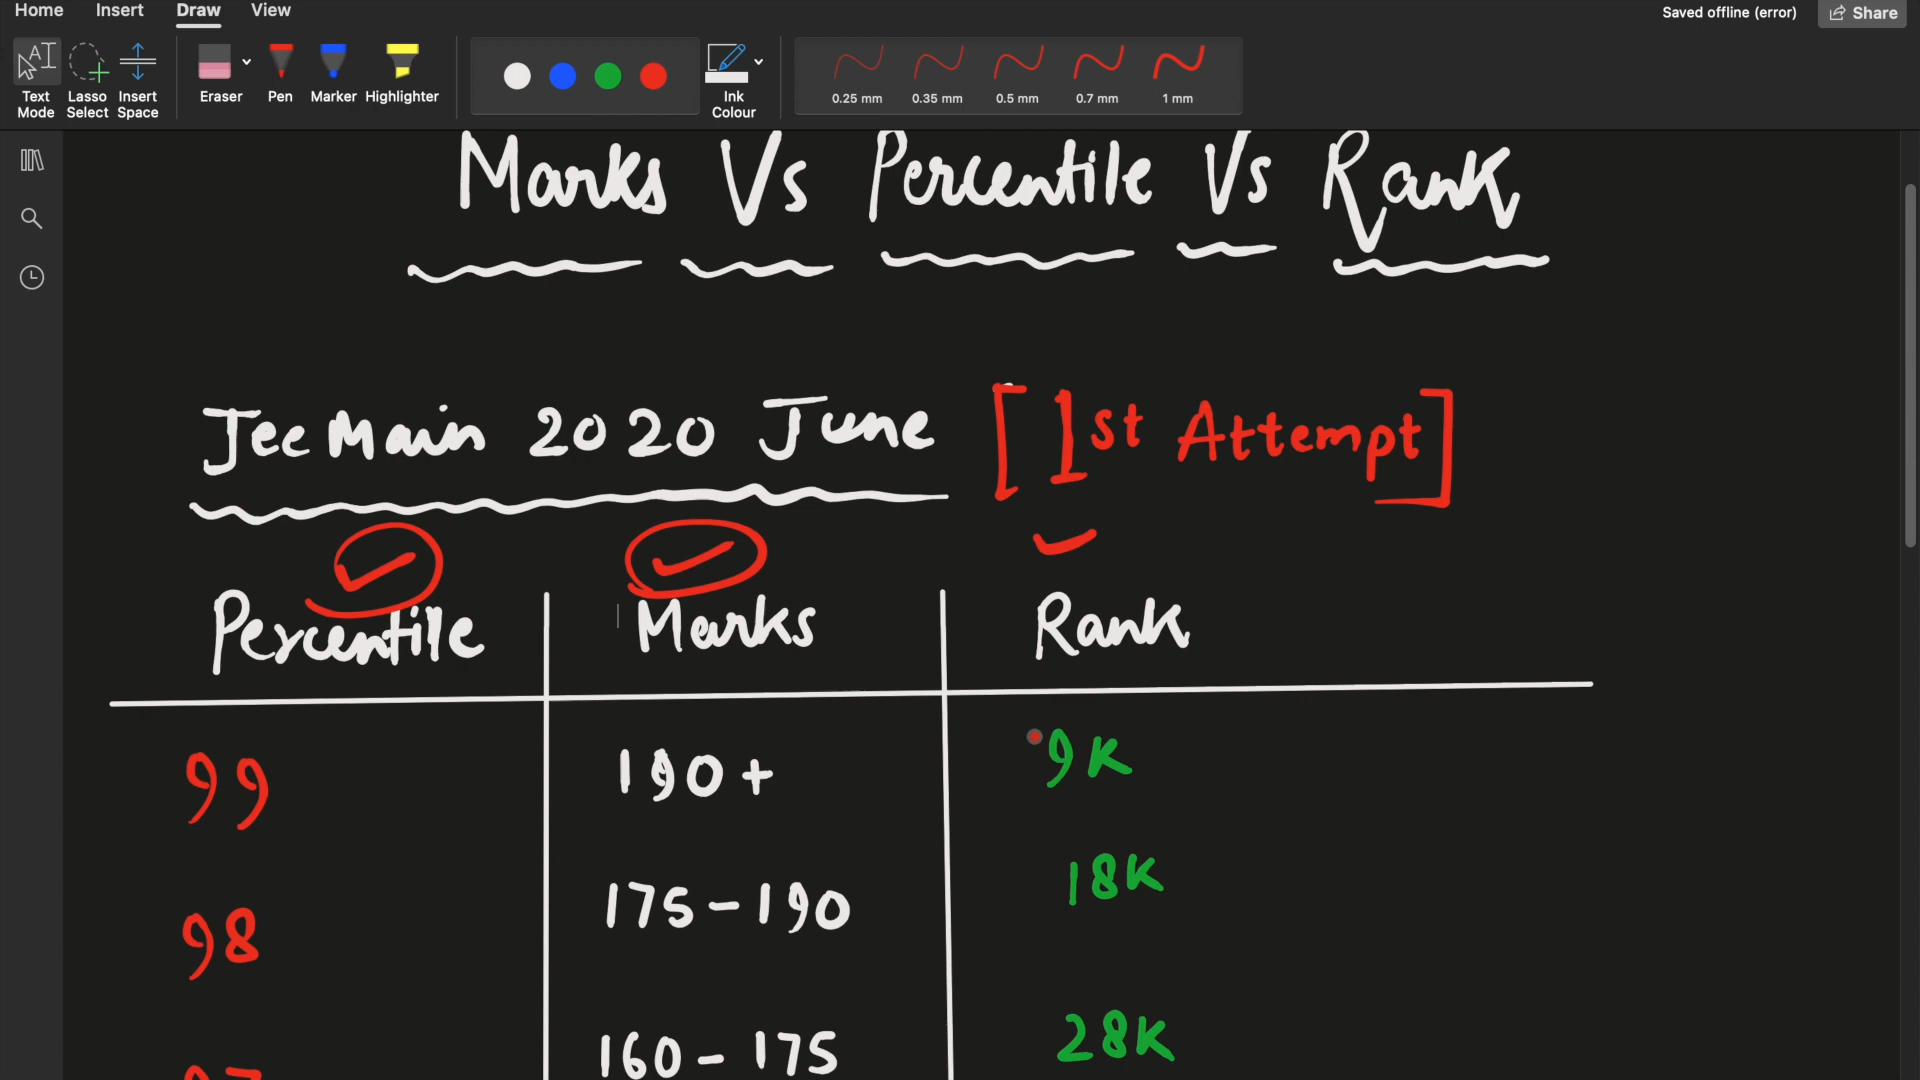 Home Insert Draw View
Saved offline (error) Share
Text Mode
Lasso Select
Insert Space
Eraser
Pen
Marker
Highlighter
Ink Colour
0.25 mm 0.35 mm 0.5 mm 0.7 mm 1 mm
Marks Vs Percentile Vs Rank
Jee Main 2020 June [1st Attempt]
Percentile Marks Rank
99 190+ 9K
98 175-190 18K
160-175 28K